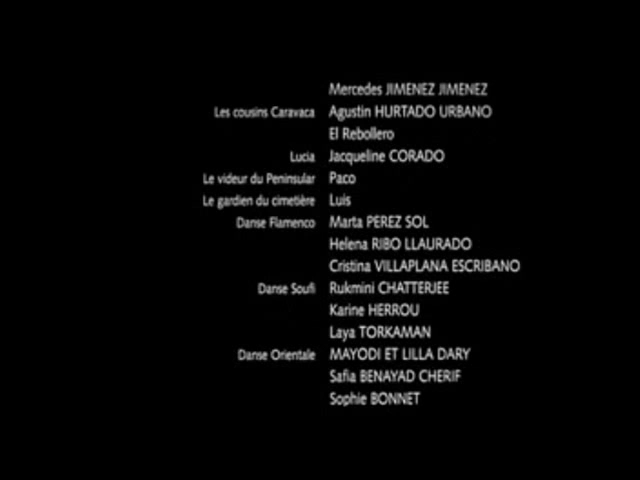 Mercedes JIMENEZ JIMENEZ
Les cousins Caravaca Agustin HURTADO URBANO
El Rebollero
Lucia Jacqueline CORADO
Le videur du Peninsular Paco
Le gardien du cimetière Luis
Danse Flamenco Marta PEREZ SOL
Helena RIBO LLAURADO
Cristina VILLAPLANA ESCRIBANO
Danse Soufi Rukmini CHATTERJEE
Karine HERROU
Laya TORKAMAN
Danse Orientale MAYODI ET LILLA DARY
Safia BENAYAD CHERIF
Sophie BONNET